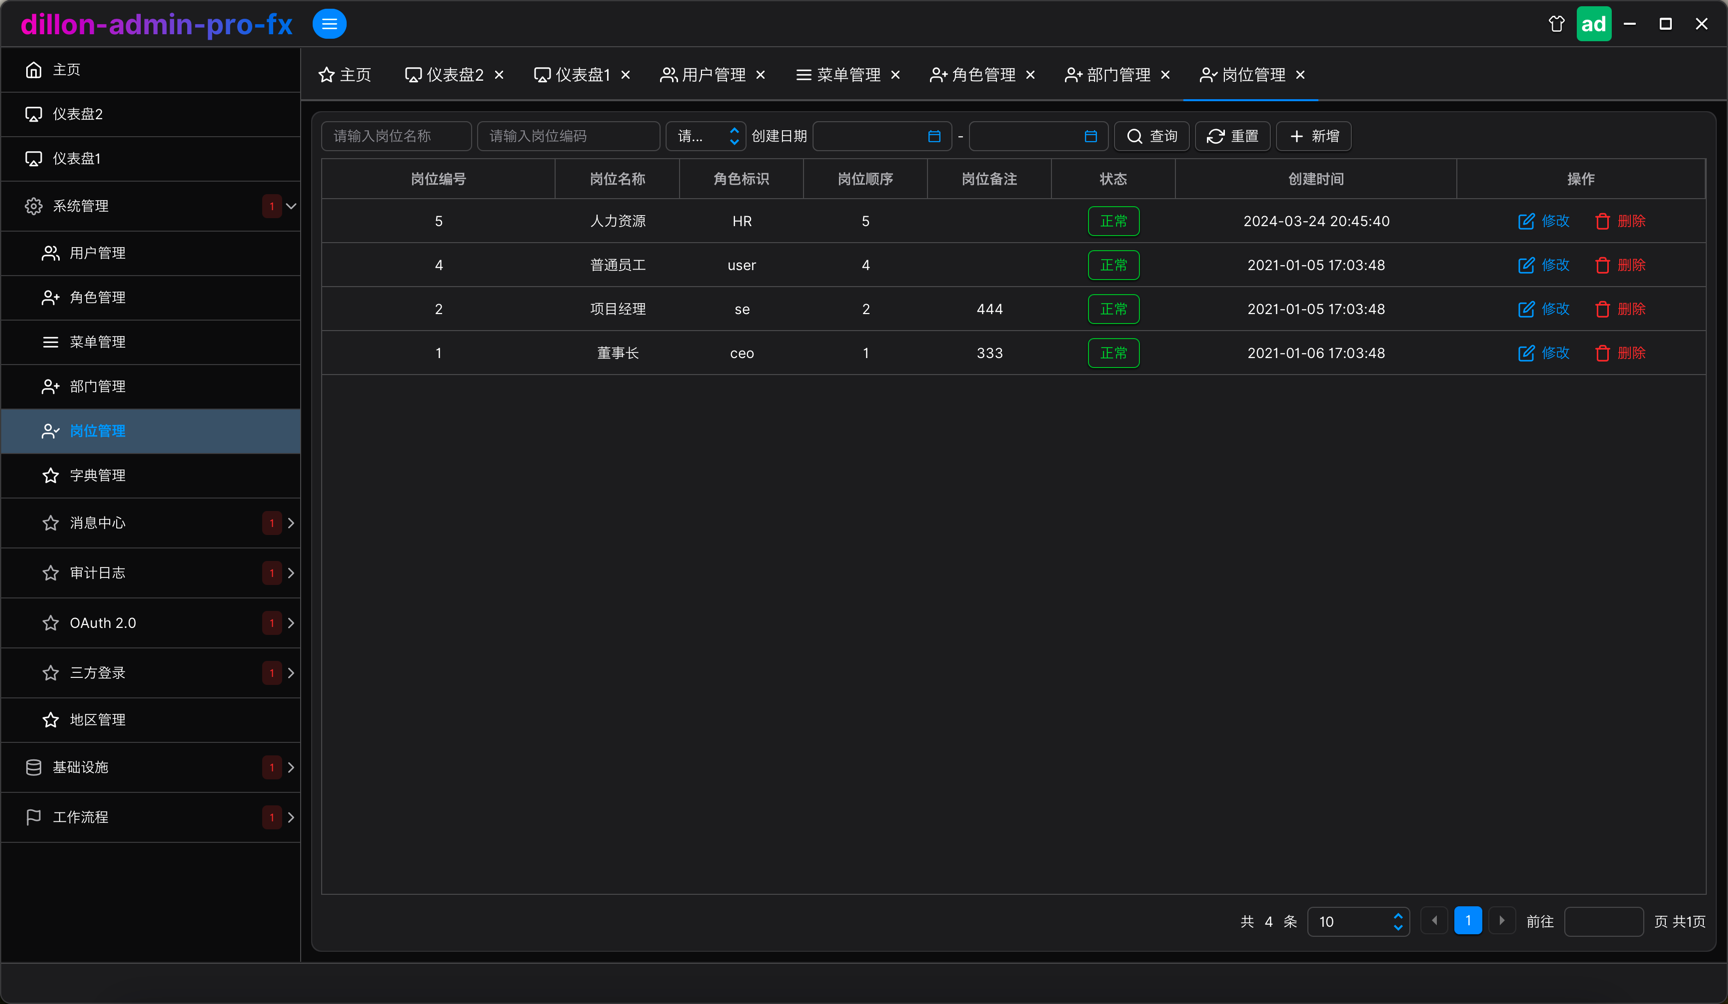 dillon-admin-pro-fx
ad
主页
仪表盘2
仪表盘1
系统管理 1
用户管理
角色管理
菜单管理
部门管理
岗位管理
字典管理
消息中心 1
审计日志 1
OAuth 2.0 1
三方登录 1
地区管理
基础设施 1
工作流程 1
主页 仪表盘2 仪表盘1 用户管理 菜单管理 角色管理 部门管理 岗位管理
请输入岗位名称 请输入岗位编码 请... 创建日期 - 查询 重置 新增
岗位编号 岗位名称 角色标识 岗位顺序 岗位备注 状态 创建时间 操作
5 人力资源 HR 5 正常 2024-03-24 20:45:40 修改 删除
4 普通员工 user 4 正常 2021-01-05 17:03:48 修改 删除
2 项目经理 se 2 444 正常 2021-01-05 17:03:48 修改 删除
1 董事长 ceo 1 333 正常 2021-01-06 17:03:48 修改 删除
共 4 条 10 1 前往 页 共1页